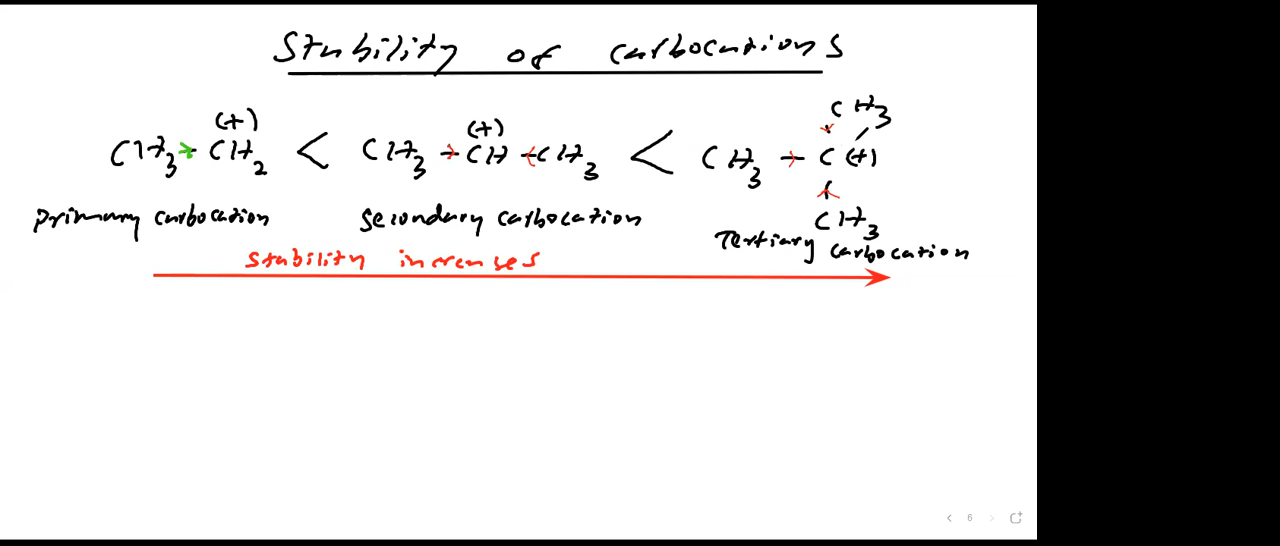 Stability of carbocations
CH3
(+) (+)
CH3 - CH2 < CH3 - CH - CH3 < CH3 - C (+)
CH3
primary carbocation secondary carbocation Tertiary carbocation
stability increases
6